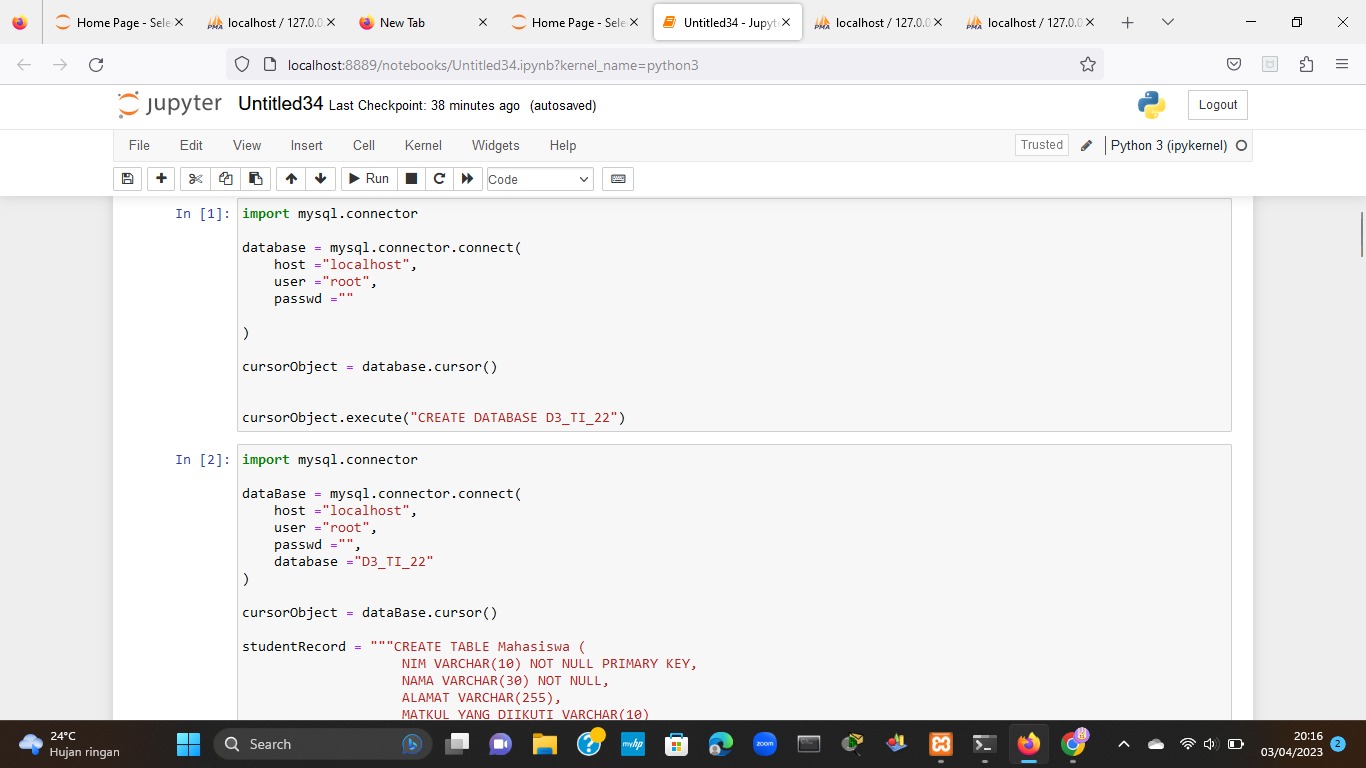 Home Page - Sele
localhost / 127.0.0
New Tab
Home Page - Sele
Untitled34 - Jupyt
localhost / 127.0.0
localhost / 127.0.0
localhost:8889/notebooks/Untitled34.ipynb?kernel_name=python3
jupyter Untitled34 Last Checkpoint: 38 minutes ago (autosaved)
Logout
File Edit View Insert Cell Kernel Widgets Help
Trusted
Python 3 (ipykernel)
Run
Code
In [1]: import mysql.connector
database = mysql.connector.connect(
host ="localhost",
user ="root",
passwd =""
)
cursorObject = database.cursor()
cursorObject.execute("CREATE DATABASE D3_TI_22")
In [2]: import mysql.connector
dataBase = mysql.connector.connect(
host ="localhost",
user ="root",
passwd ="",
database ="D3_TI_22"
)
cursorObject = dataBase.cursor()
studentRecord = """CREATE TABLE Mahasiswa (
NIM VARCHAR(10) NOT NULL PRIMARY KEY,
NAMA VARCHAR(30) NOT NULL,
ALAMAT VARCHAR(255),
MATKUL_YANG_DIIKUTI VARCHAR(10)
24°C
Hujan ringan
Search
myhp
zoom
20:16
03/04/2023
2